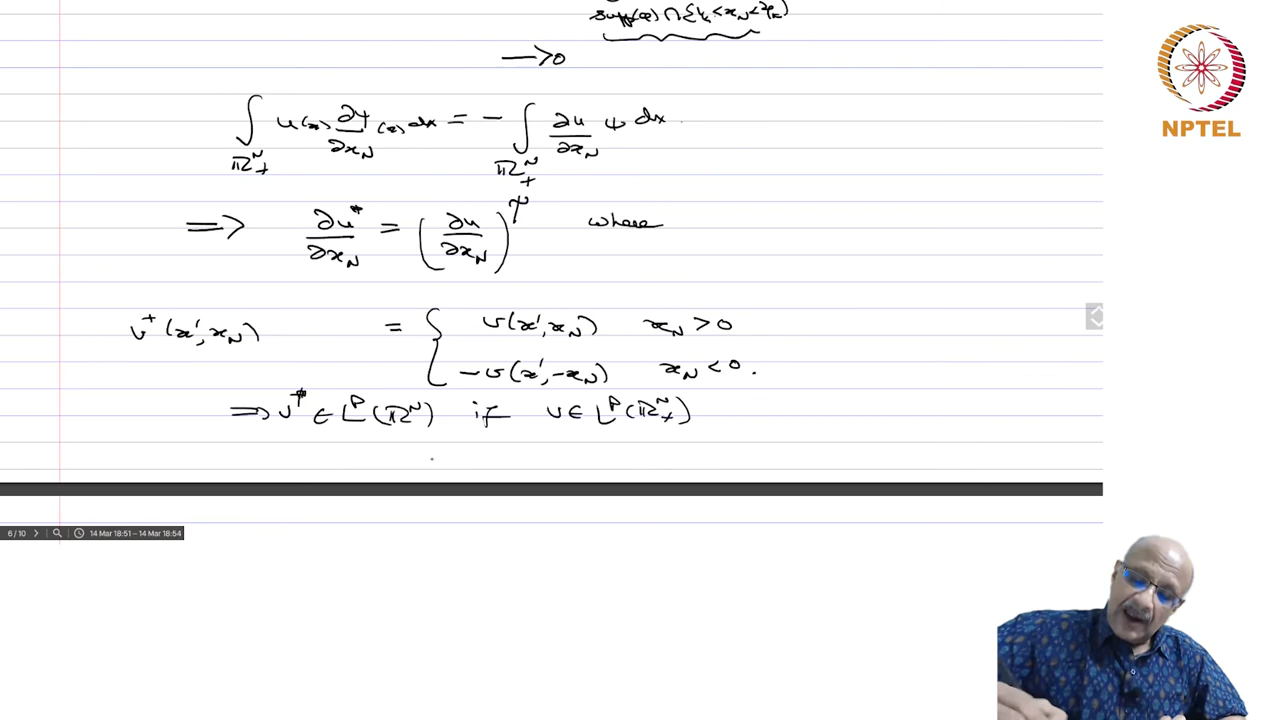 supp(φ) ∩ {1/k < x_N < 2/k}
→ 0
∫_{ℝ^N_+} u(x) ∂ψ/∂x_N (x) dx = - ∫_{ℝ^N_+} ∂u/∂x_N ψ dx.
NPTEL
⟹ ∂u*/∂x_N = (∂u/∂x_N)^† where
v^†(x', x_N) = { v(x', x_N) x_N > 0
-v(x', -x_N) x_N < 0.
⟹ v^† ∈ L^p(ℝ^N) if v ∈ L^p(ℝ^N_+)
6 / 10 14 Mar 18:51 – 14 Mar 18:54